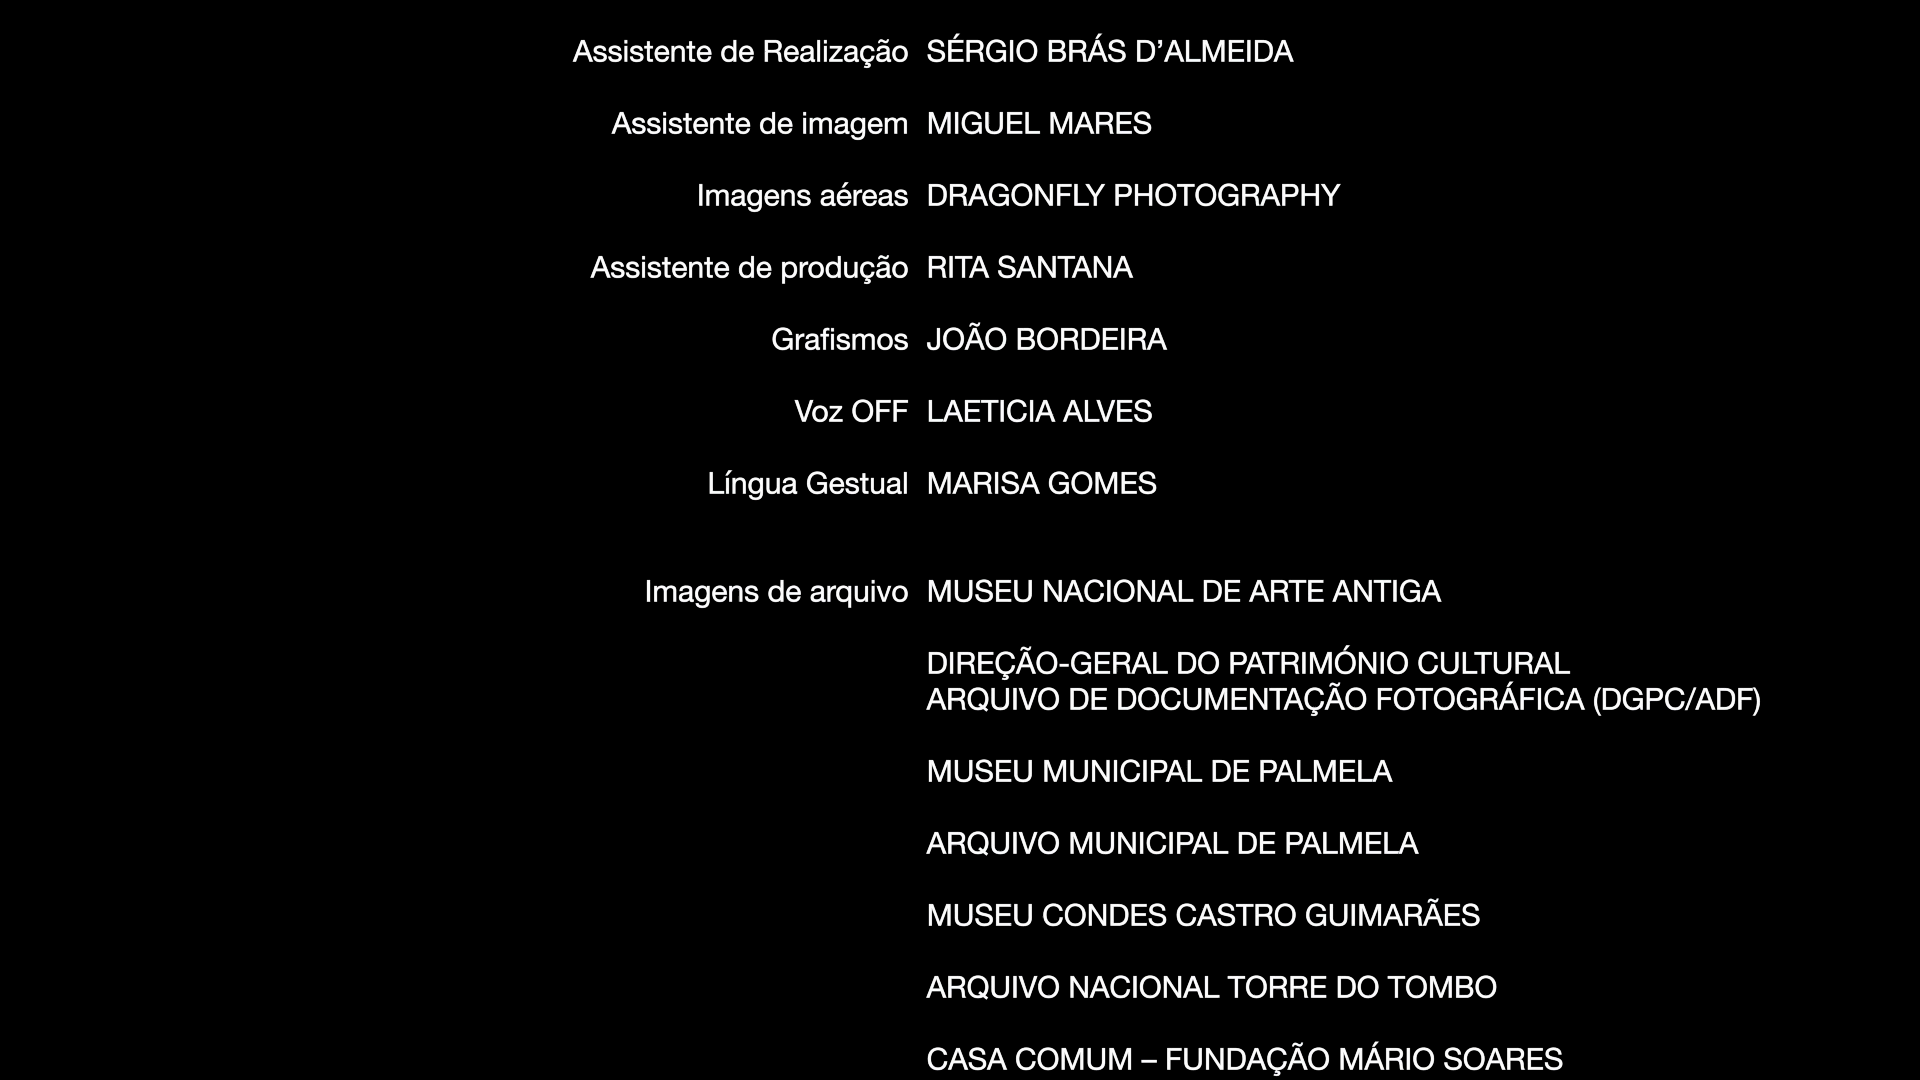 Assistente de Realização SÉRGIO BRÁS D’ALMEIDA
Assistente de imagem MIGUEL MARES
Imagens aéreas DRAGONFLY PHOTOGRAPHY
Assistente de produção RITA SANTANA
Grafismos JOÃO BORDEIRA
Voz OFF LAETICIA ALVES
Língua Gestual MARISA GOMES
Imagens de arquivo MUSEU NACIONAL DE ARTE ANTIGA
DIREÇÃO-GERAL DO PATRIMÓNIO CULTURAL
ARQUIVO DE DOCUMENTAÇÃO FOTOGRÁFICA (DGPC/ADF)
MUSEU MUNICIPAL DE PALMELA
ARQUIVO MUNICIPAL DE PALMELA
MUSEU CONDES CASTRO GUIMARÃES
ARQUIVO NACIONAL TORRE DO TOMBO
CASA COMUM – FUNDAÇÃO MÁRIO SOARES